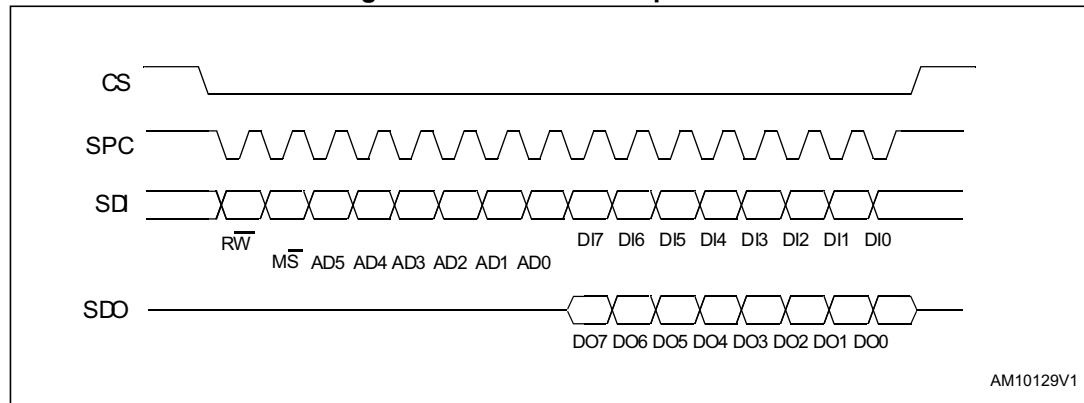 CS
SPC
SDI
RW̅ DI7 DI6 DI5 DI4 DI3 DI2 DI1 DI0
MS̅ AD5 AD4 AD3 AD2 AD1 AD0
SDO
DO7 DO6 DO5 DO4 DO3 DO2 DO1 DO0
AM10129V1